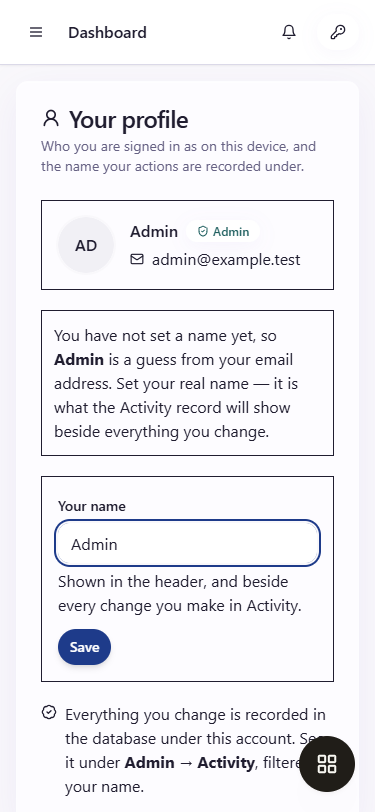 Dashboard
Your profile
Who you are signed in as on this device, and
the name your actions are recorded under.
AD
Admin
Admin
admin@example.test
You have not set a name yet, so
Admin is a guess from your email
address. Set your real name — it is
what the Activity record will show
beside everything you change.
Your name
Admin
Shown in the header, and beside
every change you make in Activity.
Save
Everything you change is recorded in
the database under this account.
it under Admin → Activity,
your name.